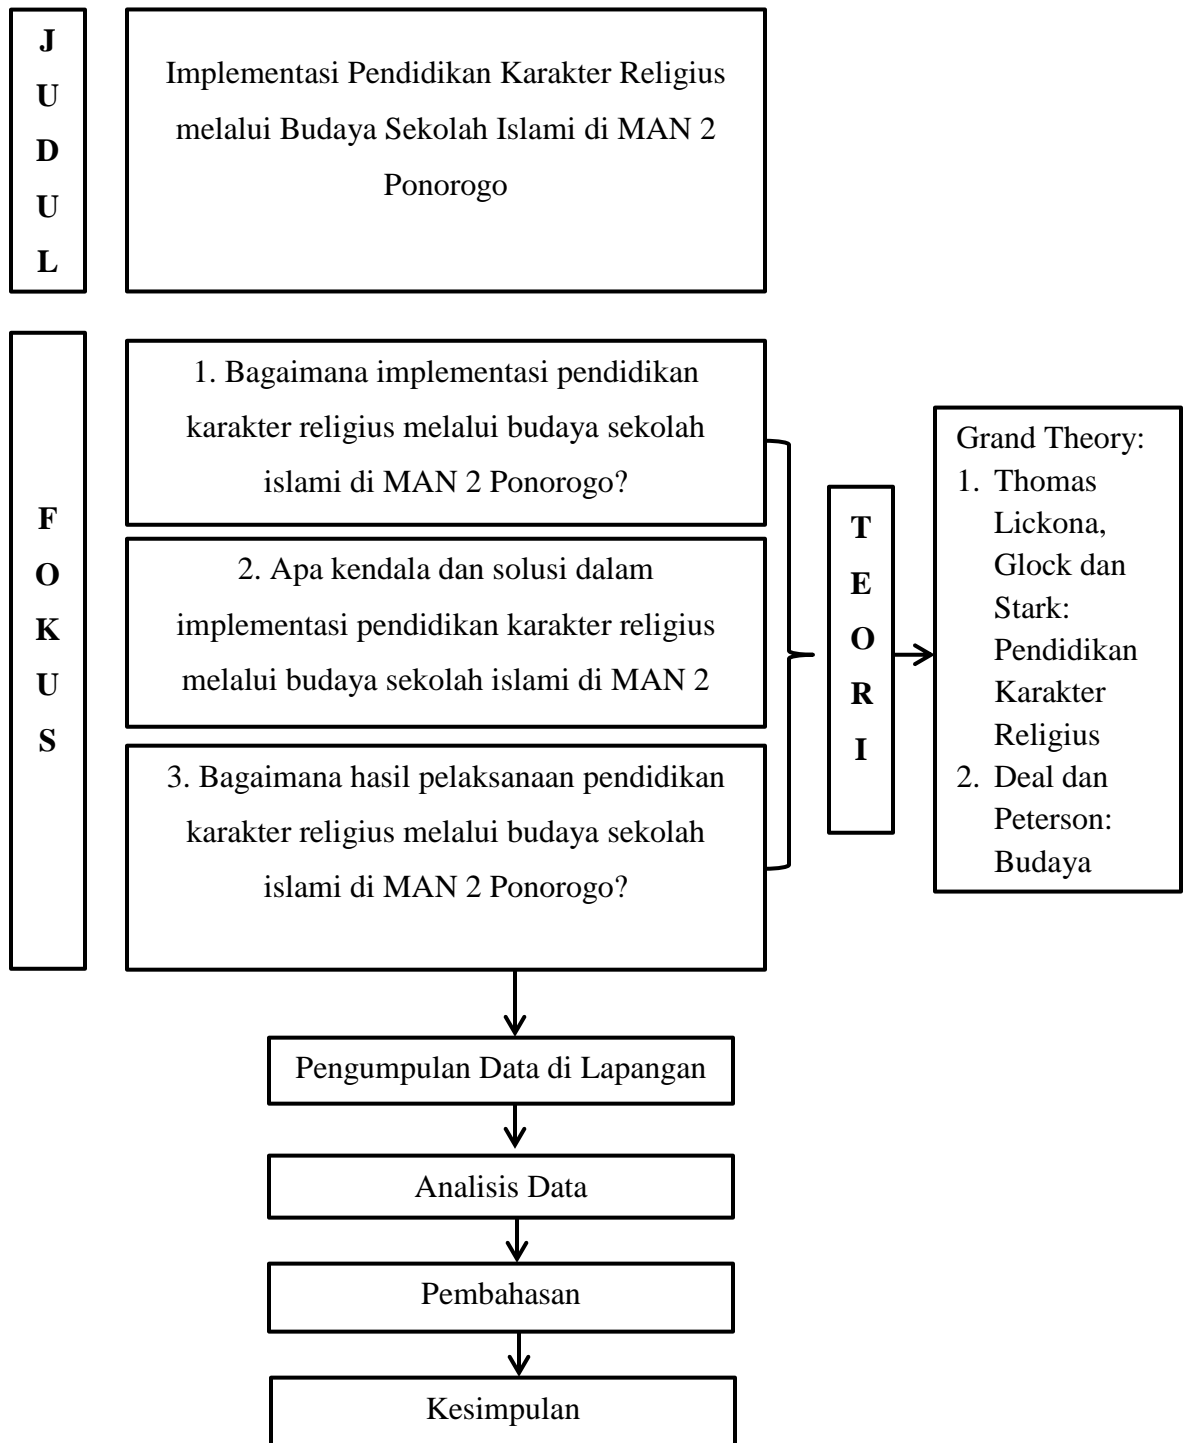 J
U
D
U
L
Implementasi Pendidikan Karakter Religius
melalui Budaya Sekolah Islami di MAN 2
Ponorogo
F
O
K
U
S
1. Bagaimana implementasi pendidikan
karakter religius melalui budaya sekolah
islami di MAN 2 Ponorogo?
2. Apa kendala dan solusi dalam
implementasi pendidikan karakter religius
melalui budaya sekolah islami di MAN 2
3. Bagaimana hasil pelaksanaan pendidikan
karakter religius melalui budaya sekolah
islami di MAN 2 Ponorogo?
T
E
O
R
I
Grand Theory:
1. Thomas
Lickona,
Glock dan
Stark:
Pendidikan
Karakter
Religius
2. Deal dan
Peterson:
Budaya
Pengumpulan Data di Lapangan
Analisis Data
Pembahasan
Kesimpulan